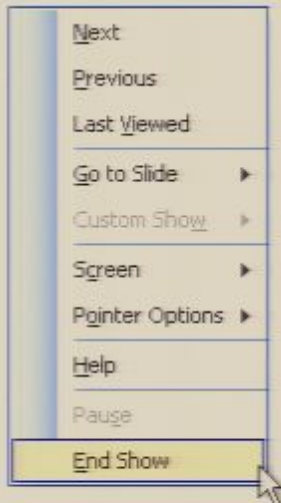 Next
Previous
Last Viewed
Go to Slide
Custom Show
Screen
Pointer Options
Help
Pause
End Show